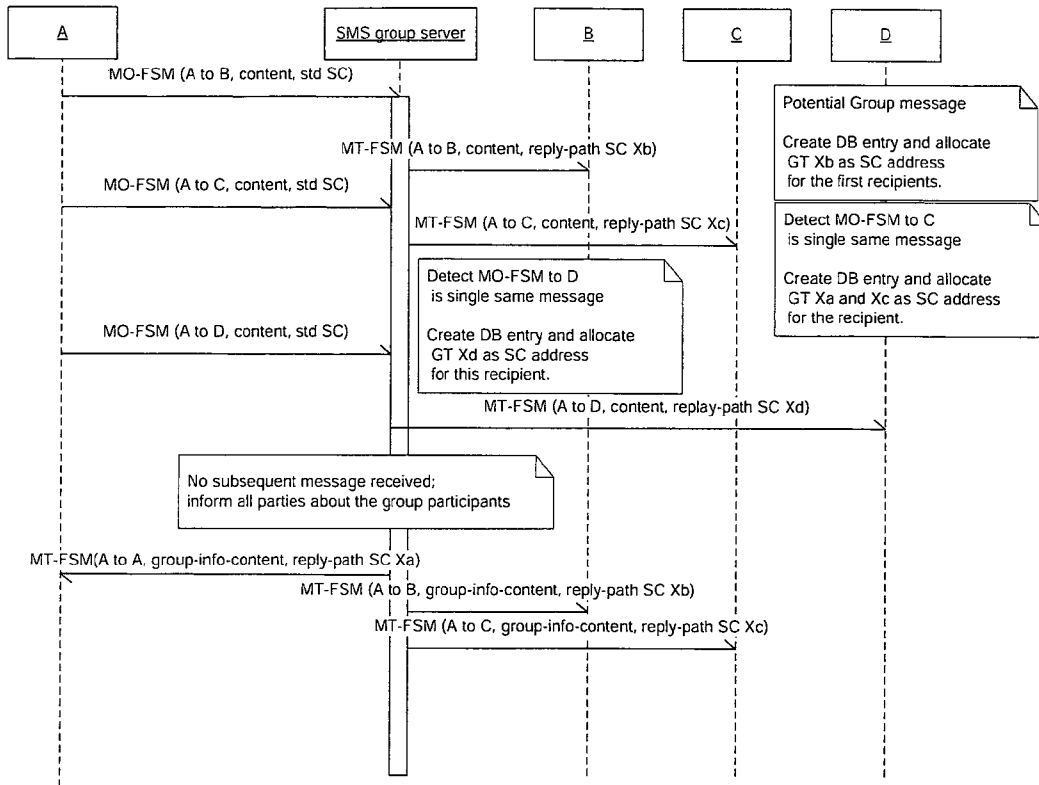 A
SMS group server
B
C
D
MO-FSM (A to B, content, std SC)
Potential Group message
Create DB entry and allocate
GT Xb as SC address
for the first recipients.
MT-FSM (A to B, content, reply-path SC Xb)
MO-FSM (A to C, content, std SC)
MT-FSM (A to C, content, reply-path SC Xc)
Detect MO-FSM to C
is single same message
Create DB entry and allocate
GT Xa and Xc as SC address
for the recipient.
Detect MO-FSM to D
is single same message
Create DB entry and allocate
GT Xd as SC address
for this recipient.
MO-FSM (A to D, content, std SC)
MT-FSM (A to D, content, replay-path SC Xd)
No subsequent message received;
inform all parties about the group participants
MT-FSM(A to A, group-info-content, reply-path SC Xa)
MT-FSM (A to B, group-info-content, reply-path SC Xb)
MT-FSM (A to C, group-info-content, reply-path SC Xc)